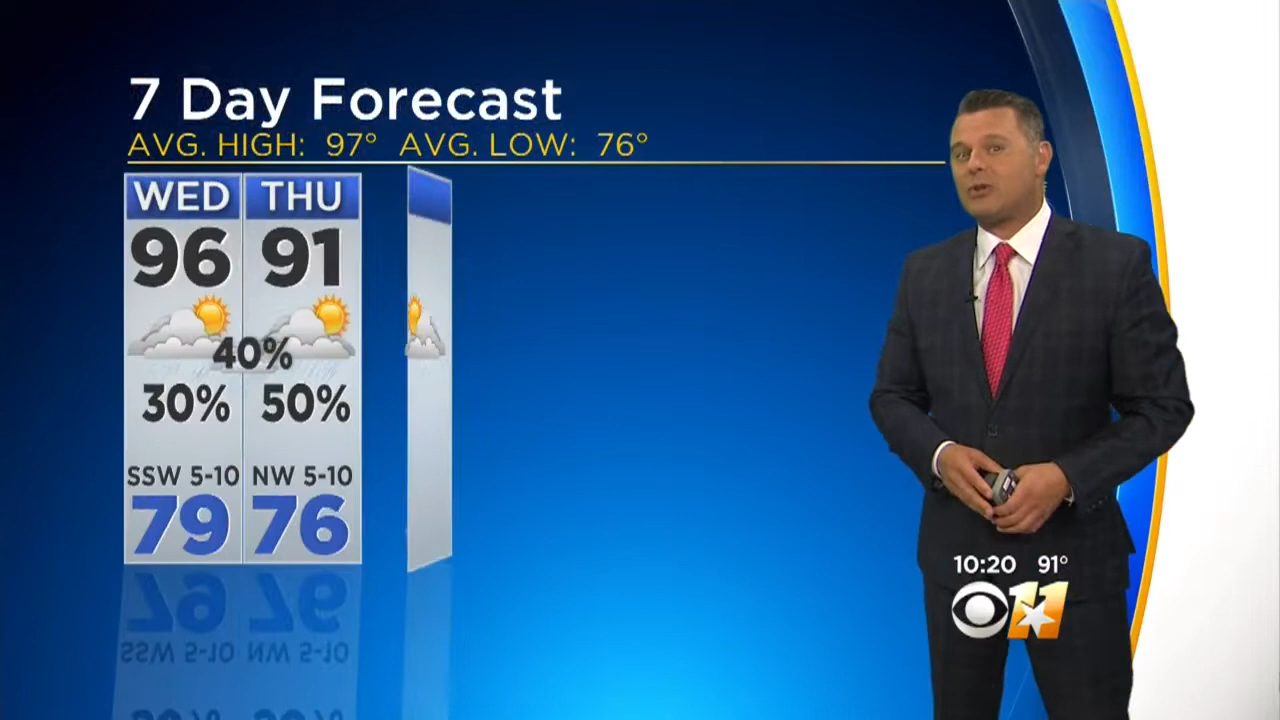 7 Day Forecast
AVG. HIGH: 97° AVG. LOW: 76°
WED THU
96 91
40%
30% 50%
SSW 5-10 NW 5-10
79 76
10:20 91°
11